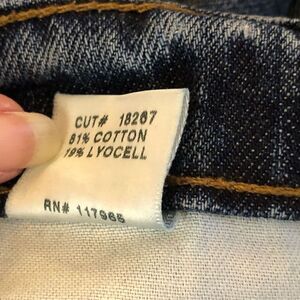 CUT# 18267
81% COTTON
19% LYOCELL
RN# 117965